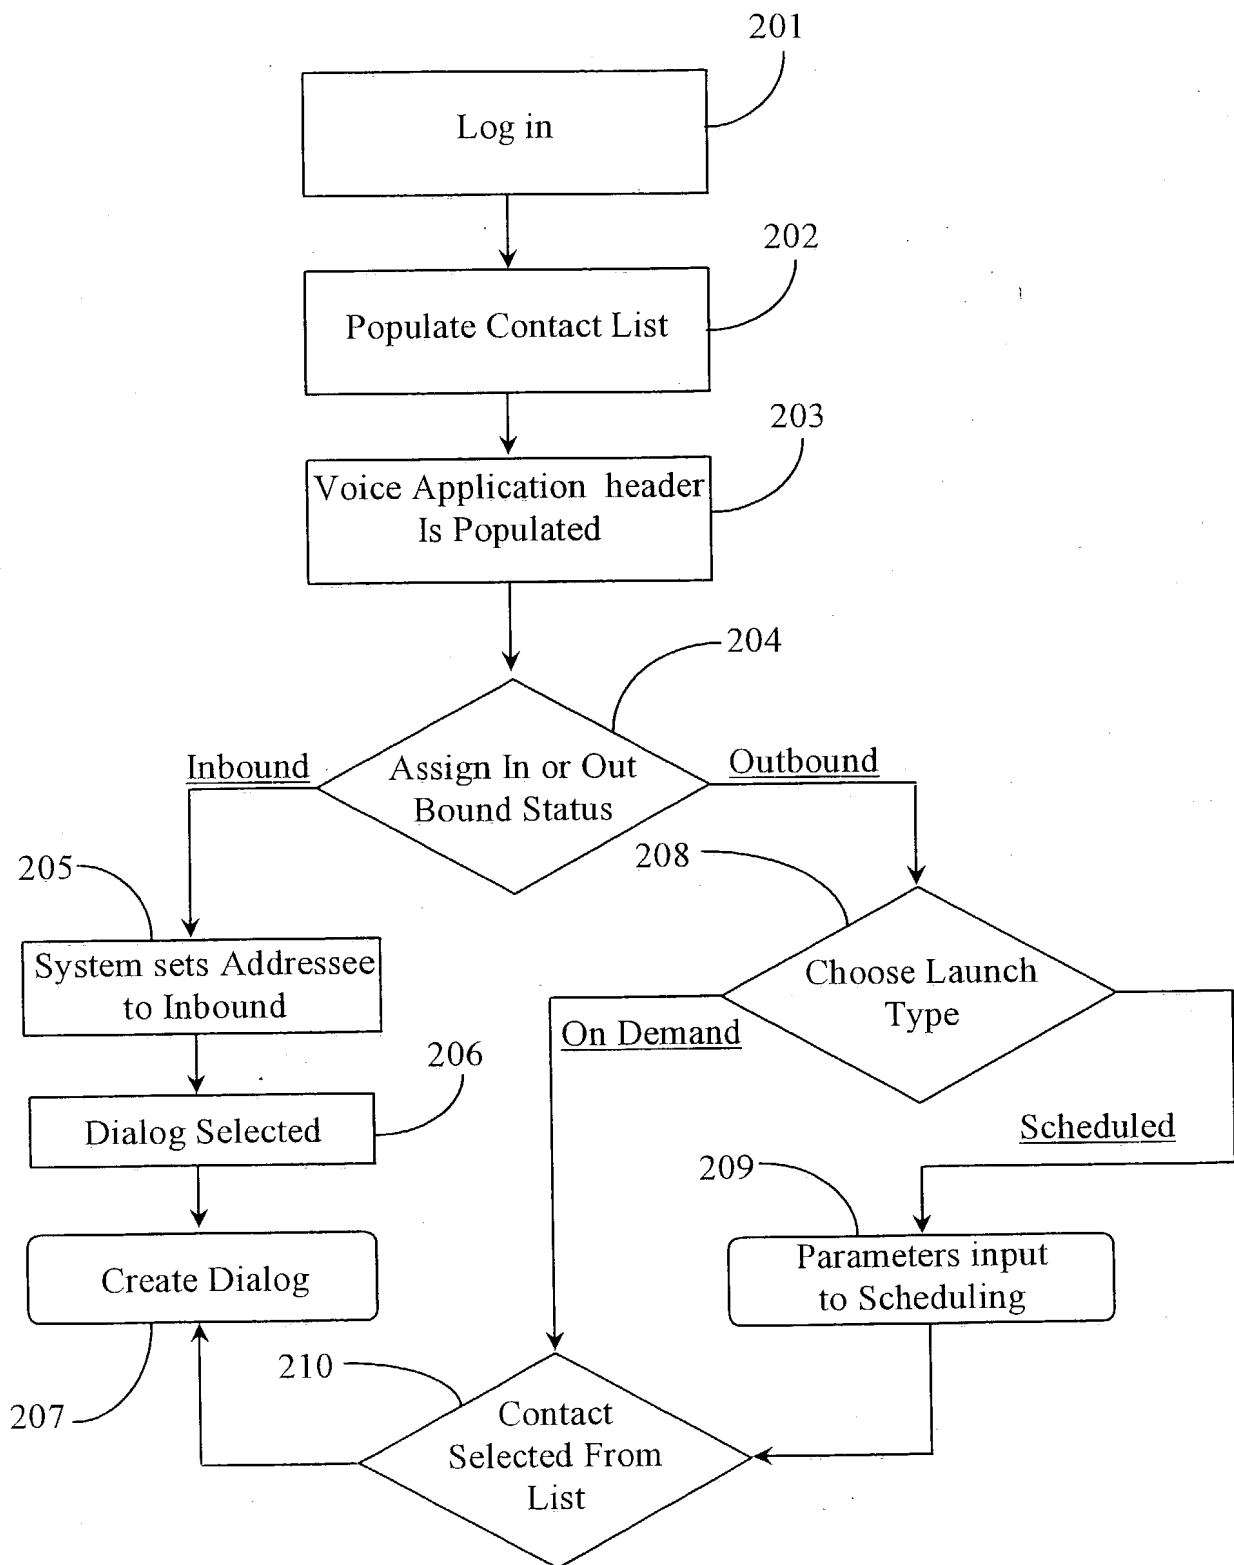 201
Log in
202
Populate Contact List
203
Voice Application header
Is Populated
204
Inbound
Assign In or Out
Bound Status
Outbound
208
205
System sets Addressee
to Inbound
Choose Launch
Type
On Demand
206
Dialog Selected
Scheduled
209
Create Dialog
Parameters input
to Scheduling
210
207
Contact
Selected From
List